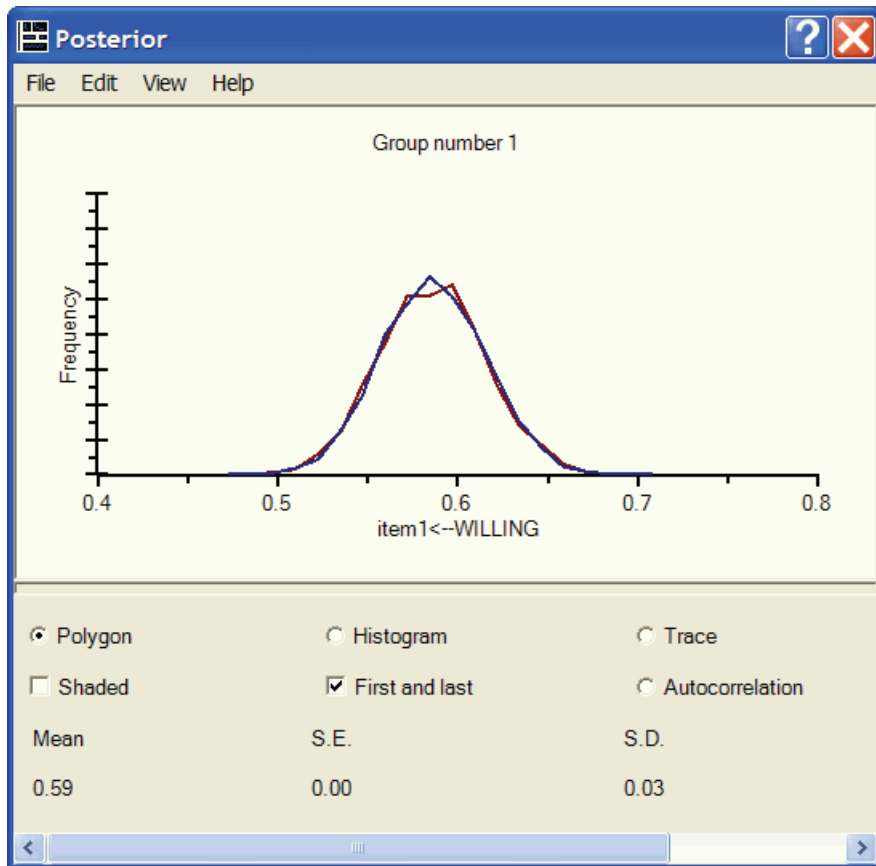 Posterior
File Edit View Help
Group number 1
Frequency
0.4 0.5 0.6 0.7 0.8
item1<--WILLING
Polygon Histogram Trace
Shaded First and last Autocorrelation
Mean S.E. S.D.
0.59 0.00 0.03